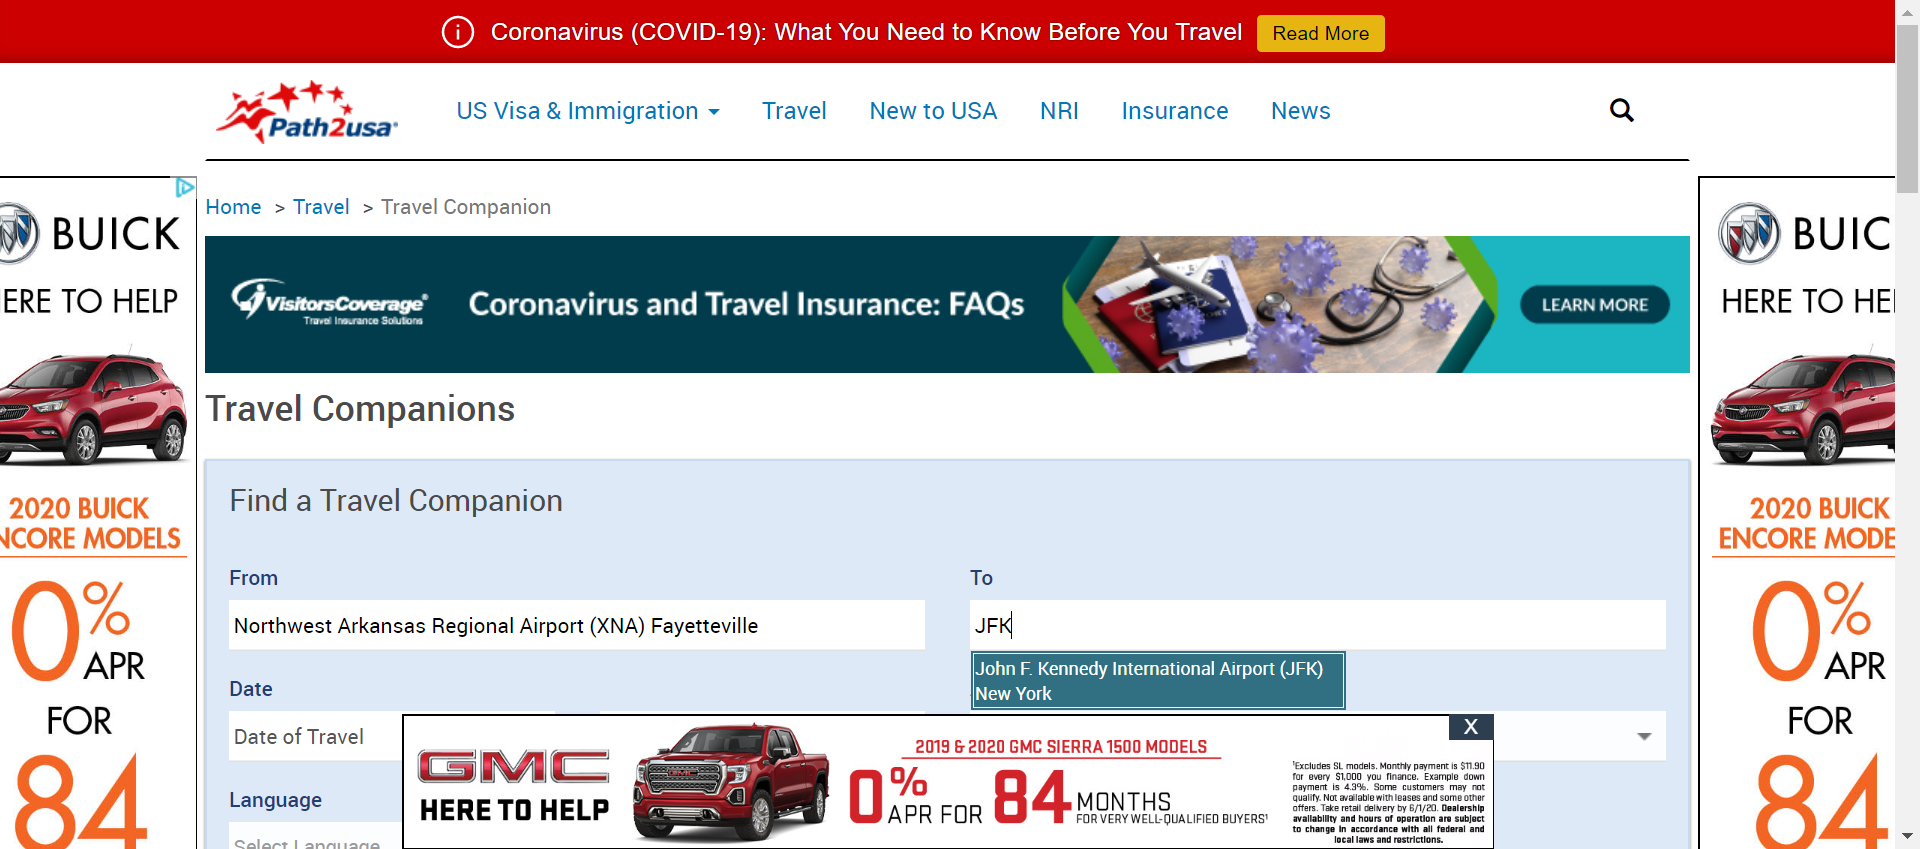 Coronavirus (COVID-19): What You Need to Know Before You Travel Read More
Path2usa
US Visa & Immigration Travel New to USA NRI Insurance News
Home > Travel > Travel Companion
VisitorsCoverage®
Travel Insurance Solutions
Coronavirus and Travel Insurance: FAQs
LEARN MORE
Travel Companions
Find a Travel Companion
From
Northwest Arkansas Regional Airport (XNA) Fayetteville
To
JFK
John F. Kennedy International Airport (JFK)
New York
Date
Date of Travel
Language
Select Language
BUICK
ERE TO HELP
2020 BUICK
NCORE MODELS
0%
APR
FOR
84
BUIC
HERE TO HE
2020 BUICK
ENCORE MODE
0%
APR
FOR
84
X
GMC
HERE TO HELP
2019 & 2020 GMC SIERRA 1500 MODELS
0% APR FOR 84 MONTHS
FOR VERY WELL-QUALIFIED BUYERS¹
¹Excludes SL models. Monthly payment is $11.90
for every $1,000 you finance. Example down
payment is 4.3%. Some customers may not
qualify. Not available with leases and some other
offers. Take retail delivery by 6/1/20. Dealership
availability and hours of operation are subject
to change in accordance with all federal and
local laws and restrictions.